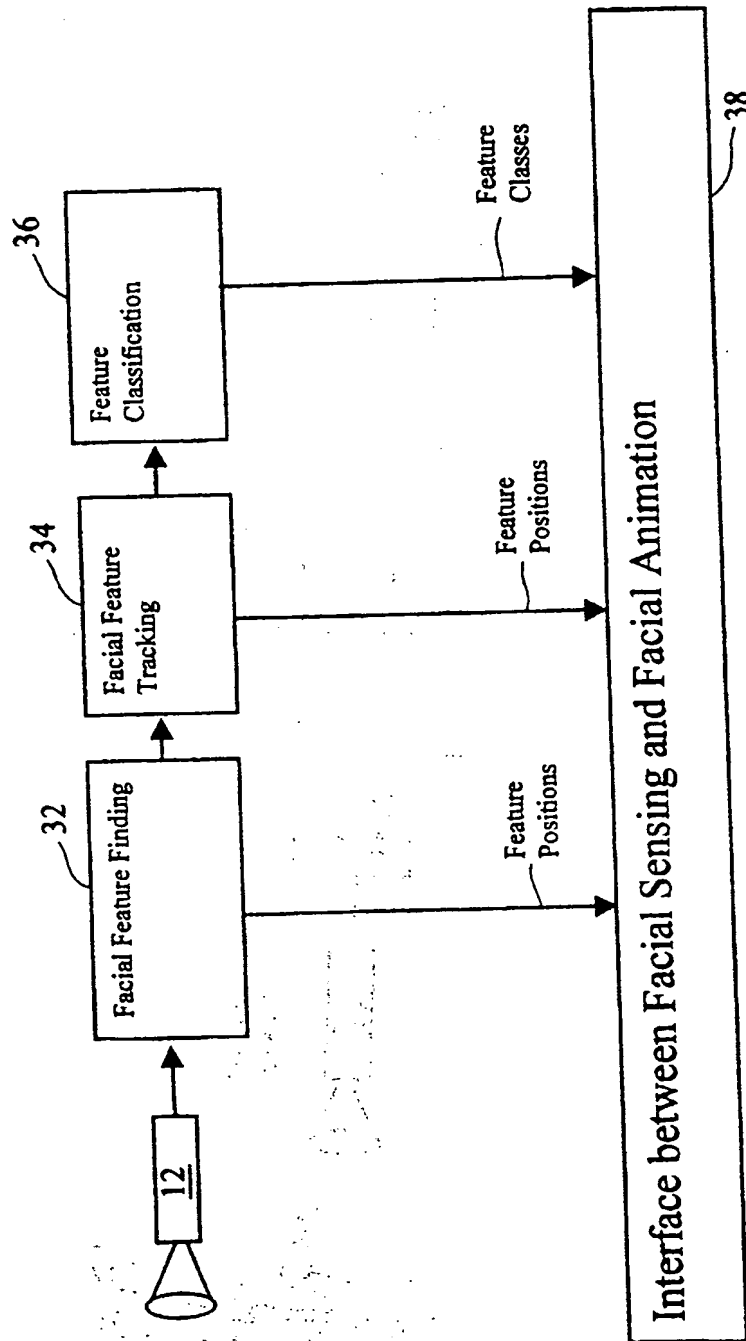 12
32
Facial Feature Finding
34
Facial Feature
Tracking
36
Feature
Classification
Feature
Positions
Feature
Positions
Feature
Classes
Interface between Facial Sensing and Facial Animation
38